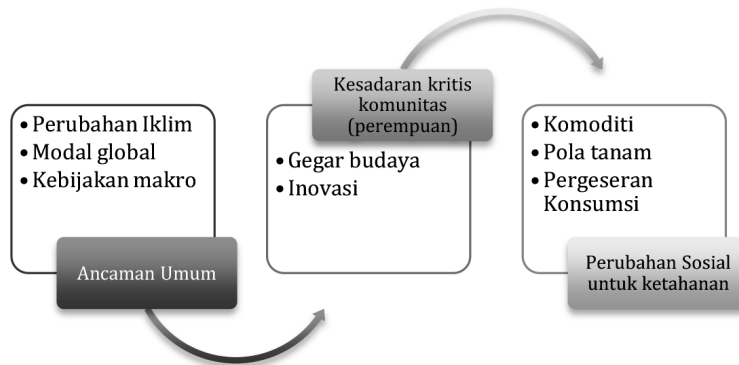 • Perubahan Iklim
• Modal global
• Kebijakan makro
Ancaman Umum
Kesadaran kritis
komunitas
(perempuan)
• Gegar budaya
• Inovasi
• Komoditi
• Pola tanam
• Pergeseran
Konsumsi
Perubahan Sosial
untuk ketahanan